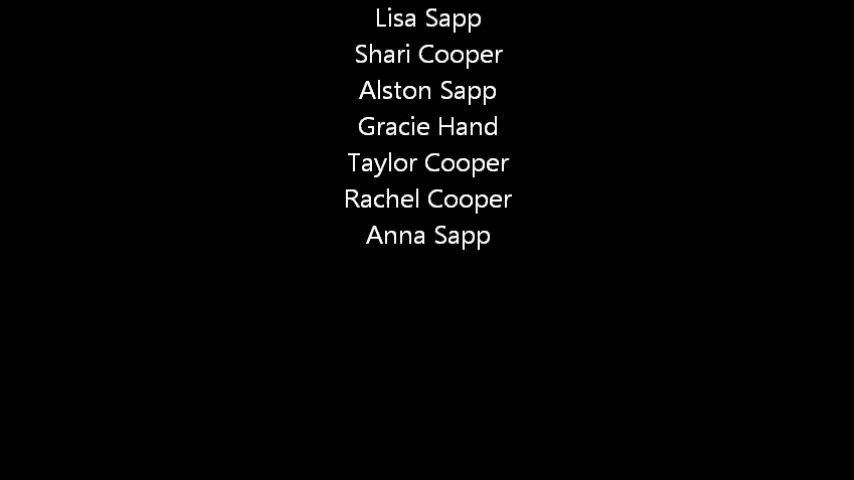 Lisa Sapp
Shari Cooper
Alston Sapp
Gracie Hand
Taylor Cooper
Rachel Cooper
Anna Sapp